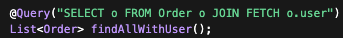 @Query("SELECT o FROM Order o JOIN FETCH o.user")
List<Order> findAllWithUser();